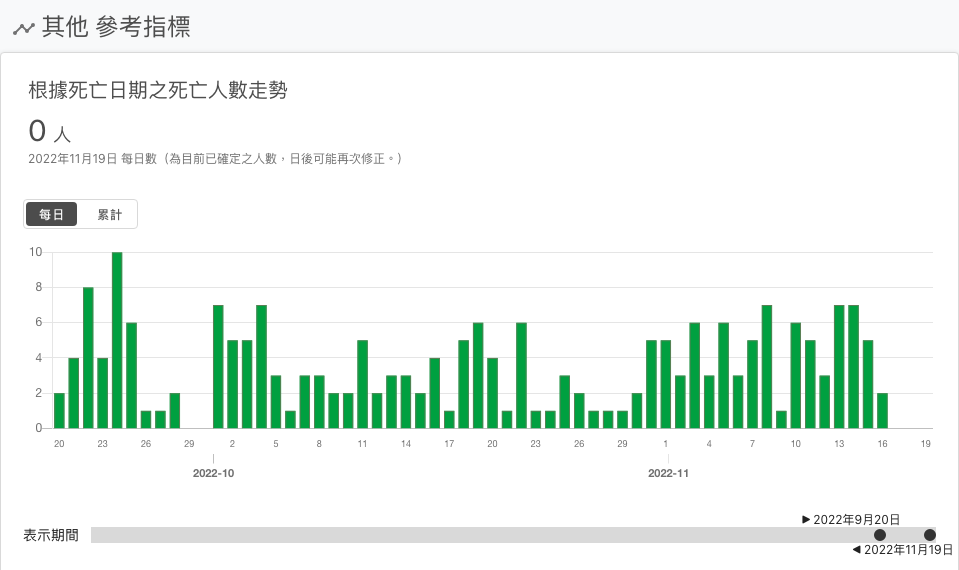 其他 參考指標
根據死亡日期之死亡人數走勢
0 人
2022年11月19日 每日數（為目前已確定之人數，日後可能再次修正。）
每日 累計
10
8
6
4
2
0
20 23 26 29 2 5 8 11 14 17 20 23 26 29 1 4 7 10 13 16 19
2022-10 2022-11
▶ 2022年9月20日
表示期間
◀ 2022年11月19日